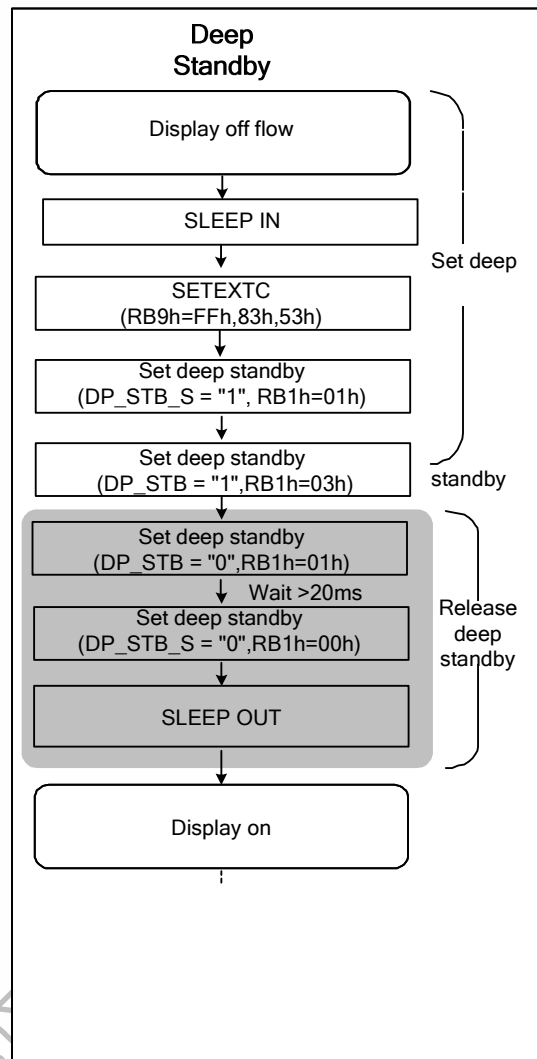 Deep
Standby
Display off flow
SLEEP IN
Set deep
SETEXTC
(RB9h=FFh,83h,53h)
Set deep standby
(DP_STB_S = "1", RB1h=01h)
Set deep standby
(DP_STB = "1",RB1h=03h)
standby
Set deep standby
(DP_STB = "0",RB1h=01h)
Wait >20ms
Release
deep
standby
Set deep standby
(DP_STB_S = "0",RB1h=00h)
SLEEP OUT
Display on